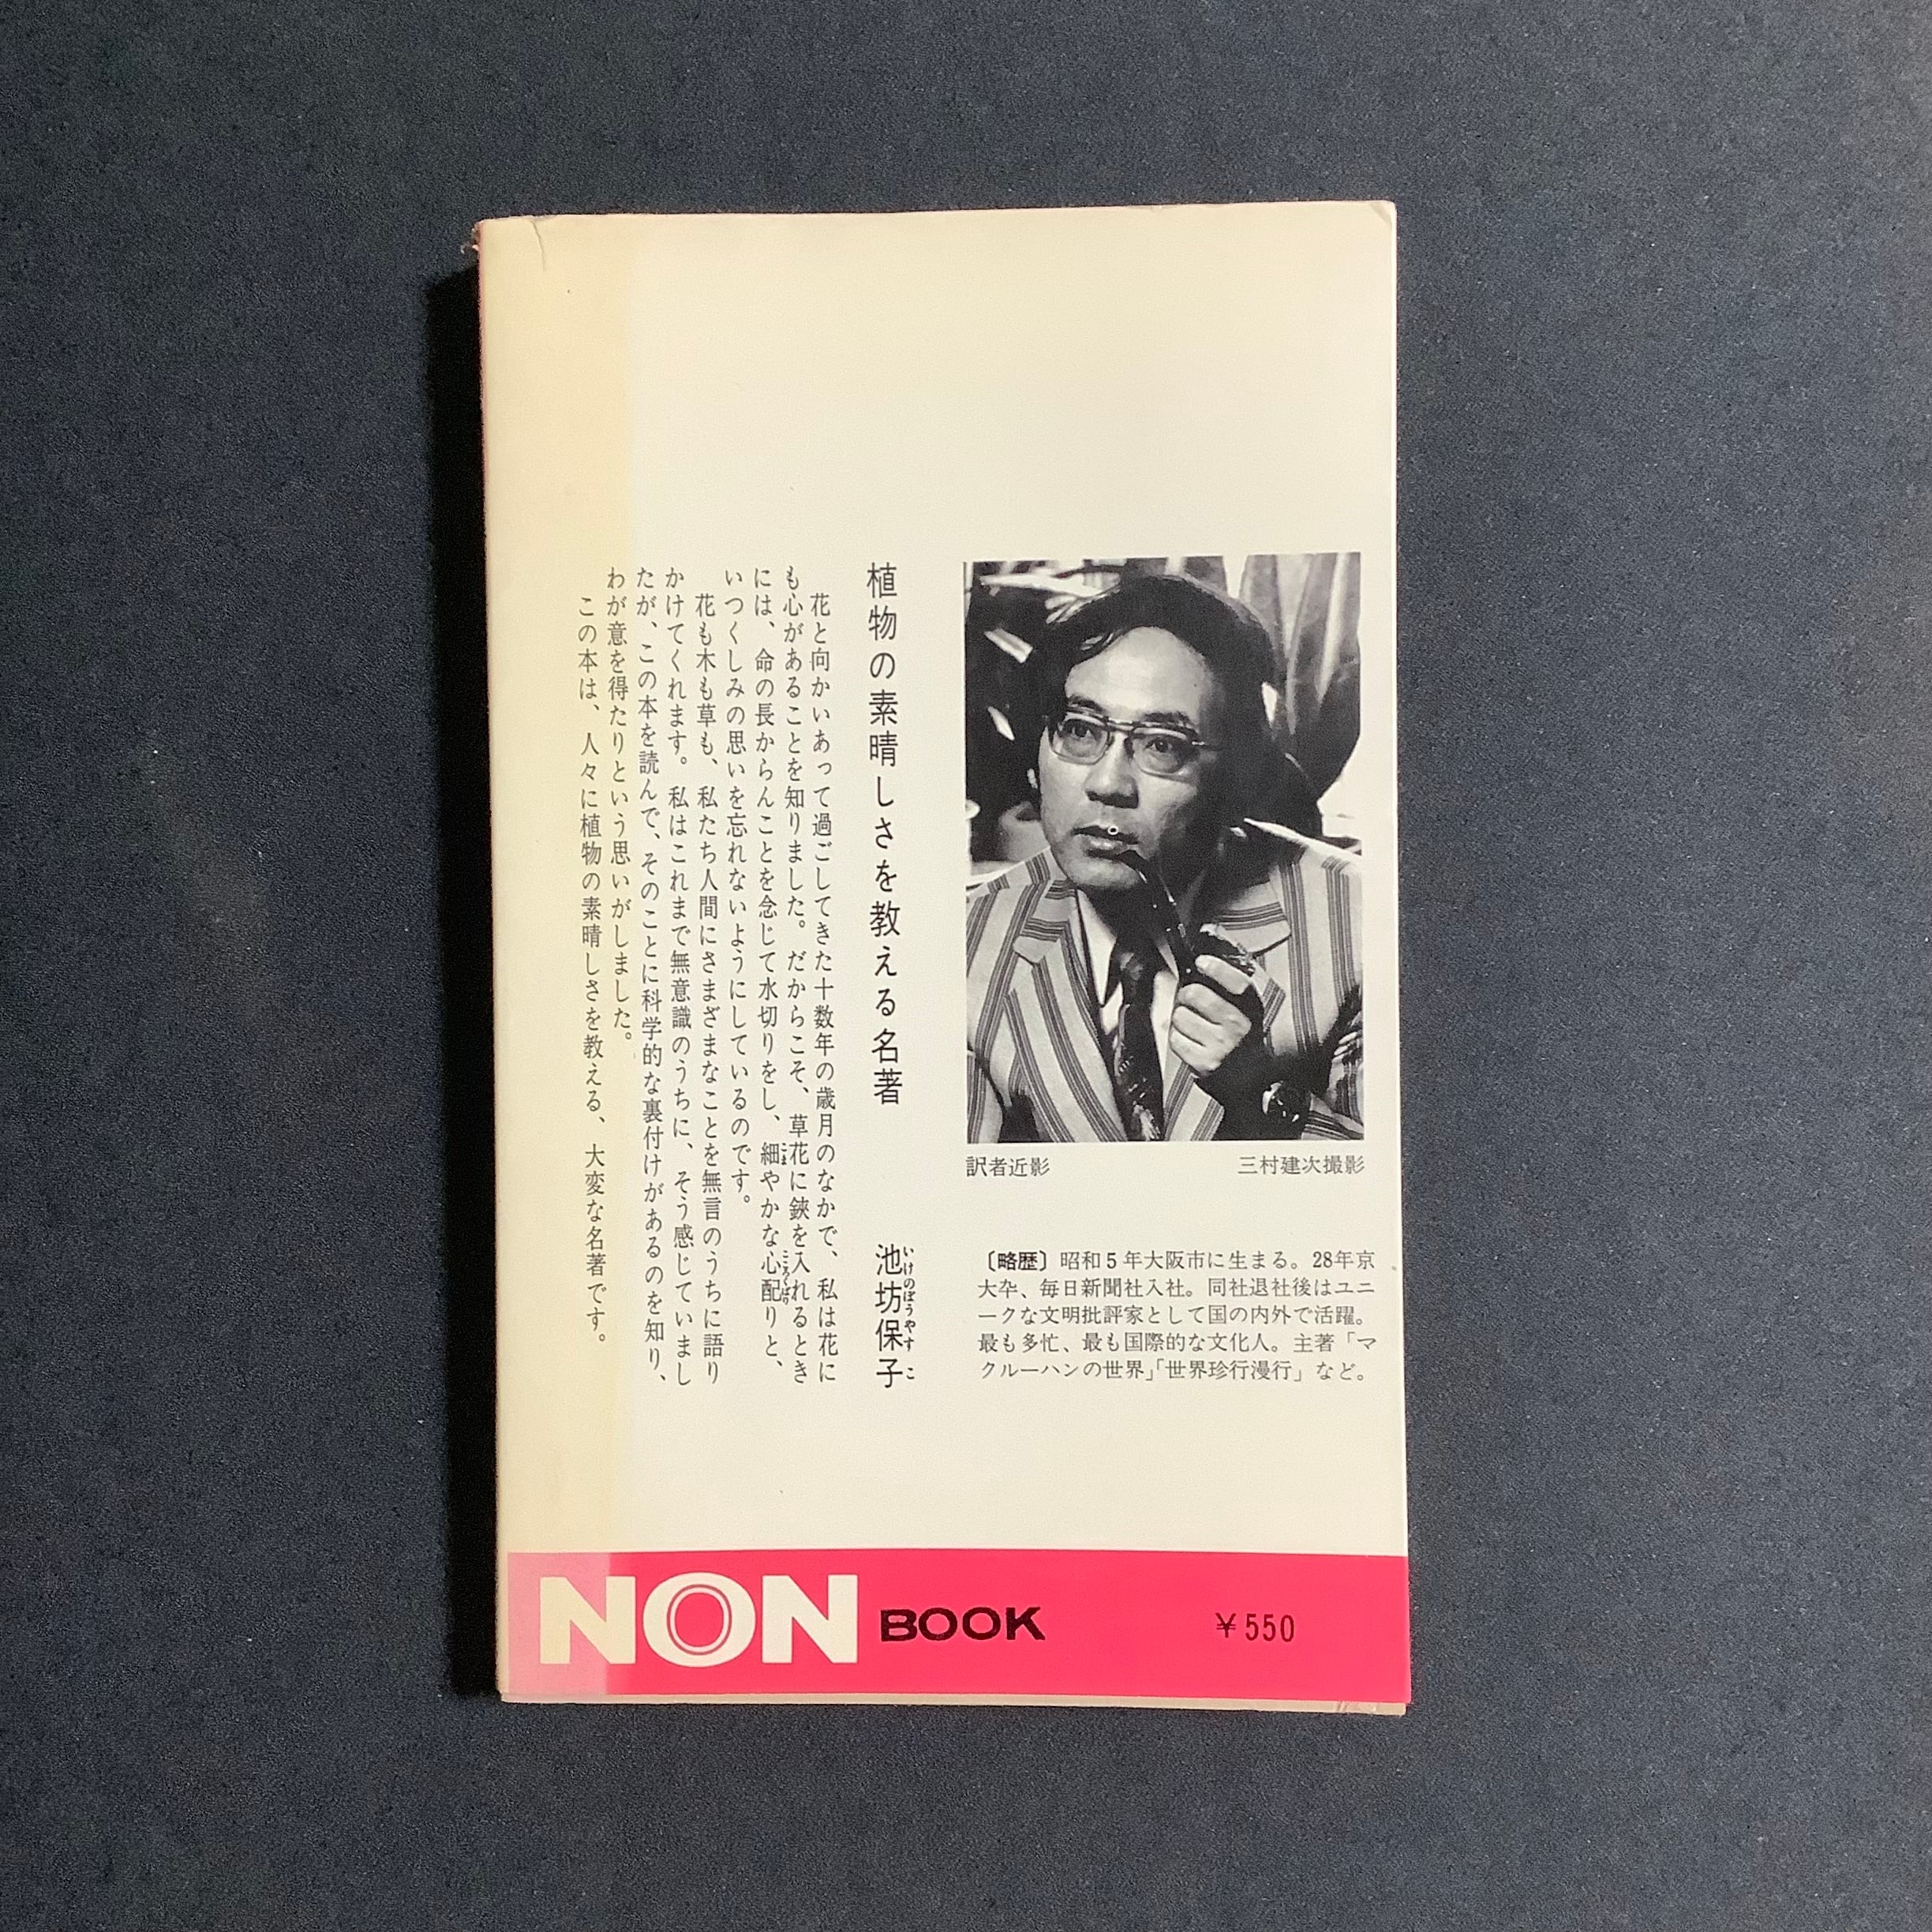 訳者近影
三村建次撮影
〔略歴〕昭和5年大阪市に生まる。28年京
大卒、毎日新聞社入社。同社退社後はユニ
ークな文明批評家として国の内外で活躍。
最も多忙、最も国際的な文化人。主著「マ
クルーハンの世界」「世界珍行漫行」など。
植物の素晴しさを教える名著
池坊保子
いけのぼうやすこ
花と向かいあって過ごしてきた十数年の歳月のなかで、私は花に
も心があることを知りました。だからこそ、草花に鋏を入れるとき
には、命の長からんことを念じて水切りをし、細やかな心配りと、
こま
こころくばり
いつくしみの思いを忘れないようにしているのです。
花も木も草も、私たち人間にさまざまなことを無言のうちに語り
かけてくれます。私はこれまで無意識のうちに、そう感じていまし
たが、この本を読んで、そのことに科学的な裏付けがあるのを知り、
わが意を得たりという思いがしました。
この本は、人々に植物の素晴しさを教える、大変な名著です。
NON BOOK
¥550